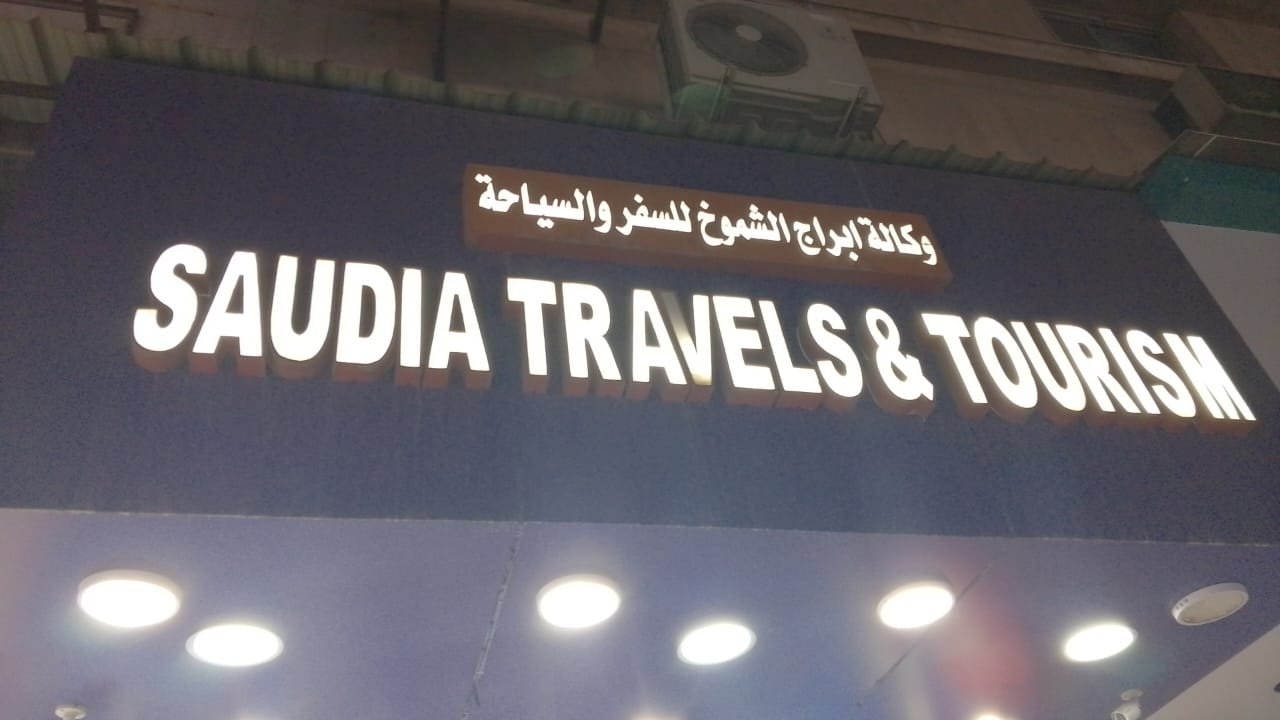 وكالة ابراج الشموخ للسفر والسياحة
SAUDIA TRAVELS & TOURISM